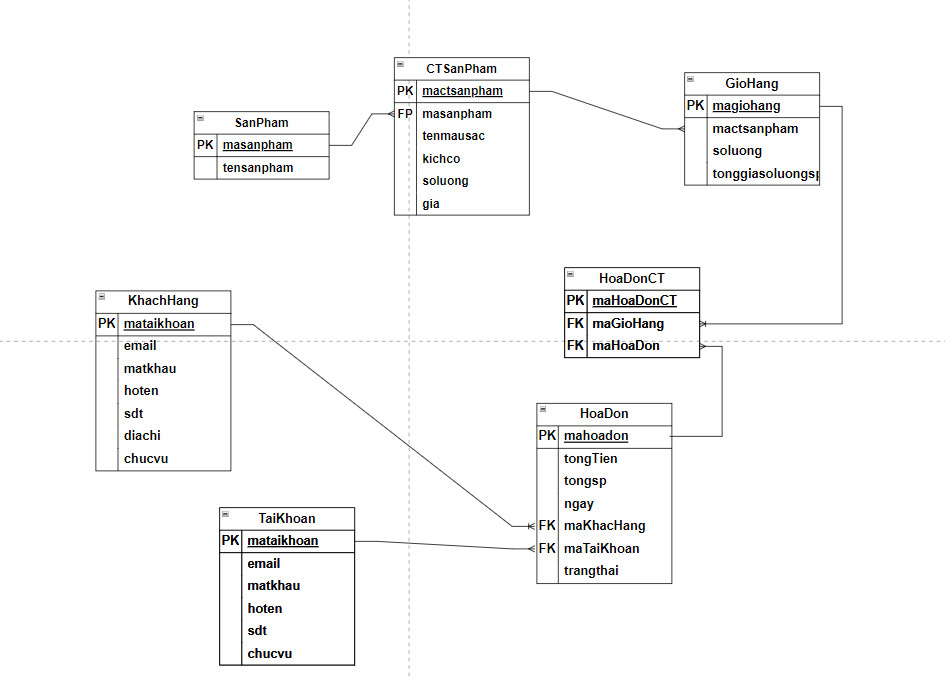 CTSanPham
PK mactsanpham
FP masanpham
tenmausac
kichco
soluong
gia
GioHang
PK magiohang
mactsanpham
soluong
tonggiasoluongsp
SanPham
PK masanpham
tensanpham
HoaDonCT
PK maHoaDonCT
FK maGioHang
FK maHoaDon
KhachHang
PK mataikhoan
email
matkhau
hoten
sdt
diachi
chucvu
HoaDon
PK mahoadon
tongTien
tongsp
ngay
FK maKhacHang
FK maTaiKhoan
trangthai
TaiKhoan
PK mataikhoan
email
matkhau
hoten
sdt
chucvu